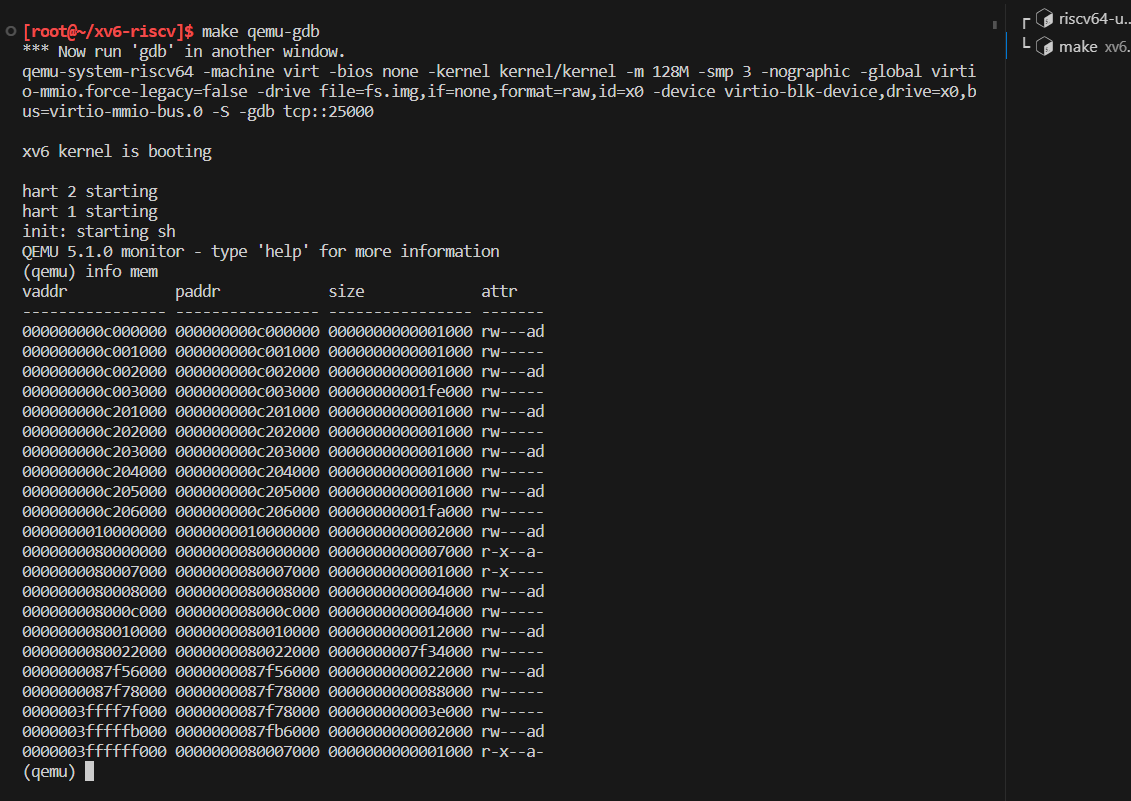 [root@~/xv6-riscv]$ make qemu-gdb
*** Now run 'gdb' in another window.
qemu-system-riscv64 -machine virt -bios none -kernel kernel/kernel -m 128M -smp 3 -nographic -global virti
o-mmio.force-legacy=false -drive file=fs.img,if=none,format=raw,id=x0 -device virtio-blk-device,drive=x0,b
us=virtio-mmio-bus.0 -S -gdb tcp::25000
xv6 kernel is booting
hart 2 starting
hart 1 starting
init: starting sh
QEMU 5.1.0 monitor - type 'help' for more information
(qemu) info mem
vaddr            paddr            size             attr
---------------- ---------------- ---------------- -------
000000000c000000 000000000c000000 0000000000001000 rw---ad
000000000c001000 000000000c001000 0000000000001000 rw-----
000000000c002000 000000000c002000 0000000000001000 rw---ad
000000000c003000 000000000c003000 00000000001fe000 rw-----
000000000c201000 000000000c201000 0000000000001000 rw---ad
000000000c202000 000000000c202000 0000000000001000 rw-----
000000000c203000 000000000c203000 0000000000001000 rw---ad
000000000c204000 000000000c204000 0000000000001000 rw-----
000000000c205000 000000000c205000 0000000000001000 rw---ad
000000000c206000 000000000c206000 00000000001fa000 rw-----
0000000010000000 0000000010000000 0000000000002000 rw---ad
0000000080000000 0000000080000000 0000000000007000 r-x--a-
0000000080007000 0000000080007000 0000000000001000 r-x----
0000000080008000 0000000080008000 0000000000004000 rw---ad
000000008000c000 000000008000c000 0000000000004000 rw-----
0000000080010000 0000000080010000 0000000000012000 rw---ad
0000000080022000 0000000080022000 0000000007f34000 rw-----
0000000087f56000 0000000087f56000 0000000000022000 rw---ad
0000000087f78000 0000000087f78000 0000000000088000 rw-----
0000003ffff7f000 0000000087f78000 000000000003e000 rw-----
0000003fffffb000 0000000087fb6000 0000000000002000 rw---ad
0000003ffffff000 0000000080007000 0000000000001000 r-x--a-
(qemu)
riscv64-u...
make xv6...